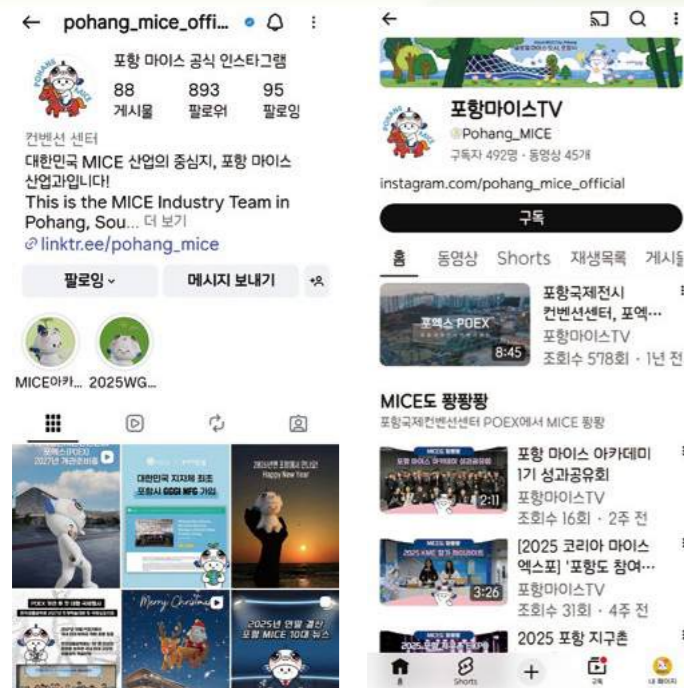 pohang_mice_offi...
POHANG MICE
포항 마이스 공식 인스타그램
88 893 95
게시물 팔로워 팔로잉
컨벤션 센터
대한민국 MICE 산업의 중심지, 포항 마이스
산업과입니다!
This is the MICE Industry Team in
Pohang, Sou... 더 보기
linktr.ee/pohang_mice
팔로잉
메시지 보내기
MICE아카... 2025WG...
포엑스(POEX)
2027년 개관준비중
대한민국 지자체 최초
포항시 GGGI MFG 가입
Happy New Year
Merry Christmas
2025년 연말 결산
포항 MICE 10대 뉴스
POHANG MICE
포항마이스TV
@Pohang_MICE
구독자 492명 · 동영상 45개
instagram.com/pohang_mice_official
구독
홈 동영상 Shorts 재생목록 게시물
포엑스 POEX
8:45
포항국제전시
컨벤션센터, 포엑...
포항마이스TV
조회수 578회 · 1년 전
MICE도 퐝퐝퐝
포항국제컨벤션센터 POEX에서 MICE 퐝퐝
2:11
포항 마이스 아카데미
1기 성과공유회
포항마이스TV
조회수 16회 · 2주 전
3:26
[2025 코리아 마이스
엑스포] '포항도 참여...
포항마이스TV
조회수 31회 · 4주 전
2025 포항 지구촌
홈 Shorts 구독 내 페이지